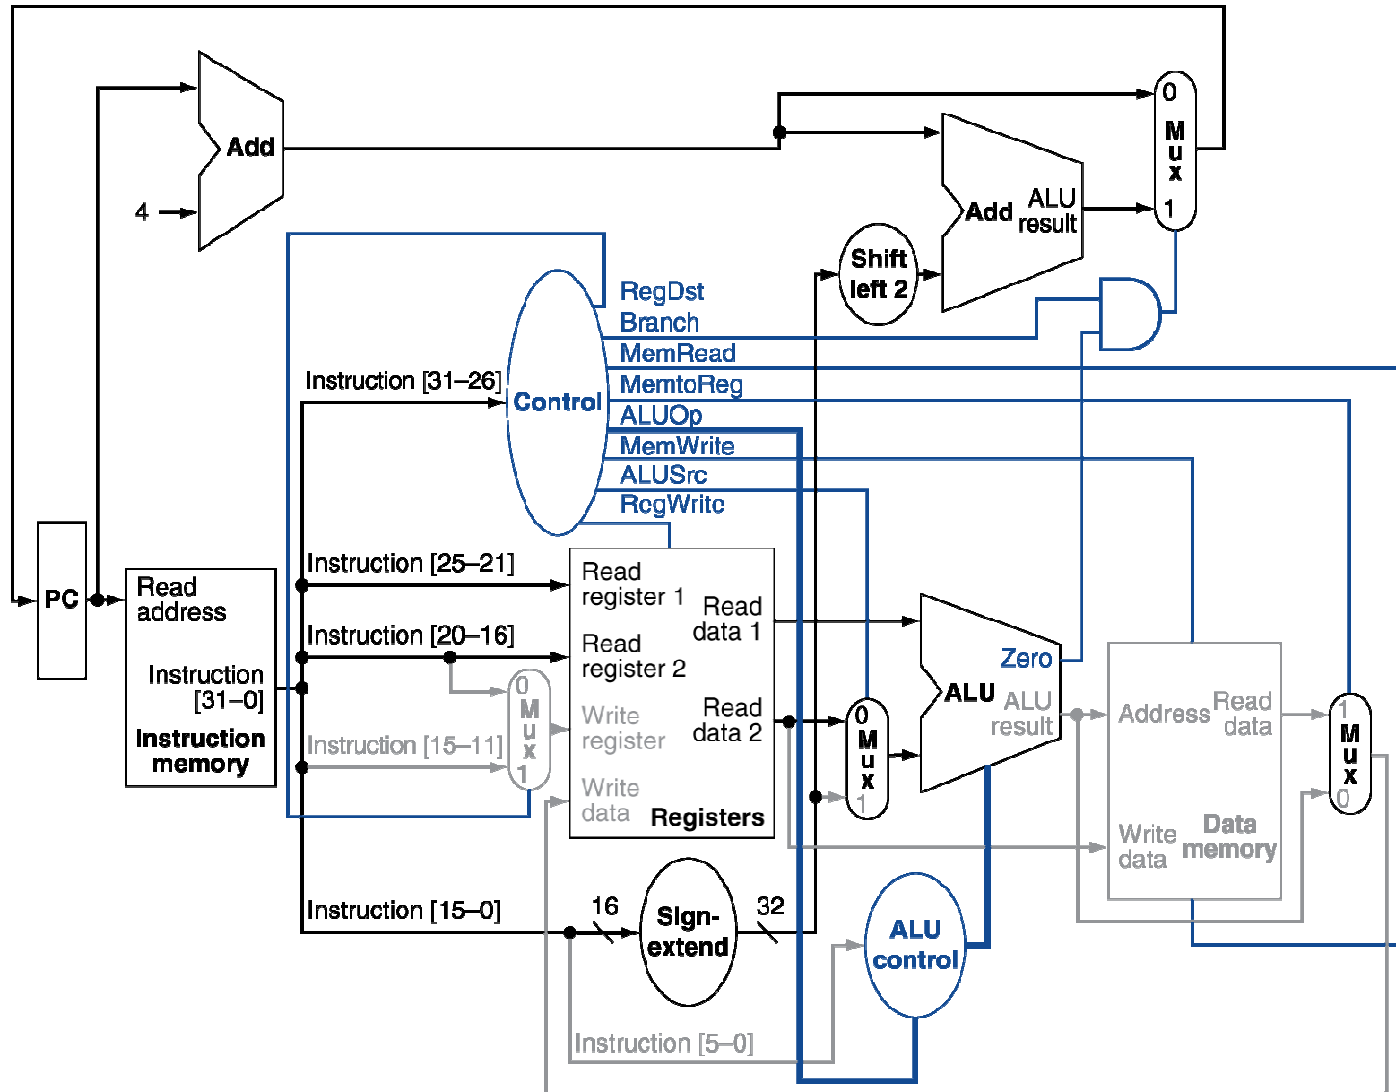 0
M
u
x
1
Add
4
Add
ALU
result
Shift
left 2
RegDst
Branch
MemRead
MemtoReg
ALUOp
MemWrite
ALUSrc
RegWrite
Control
Instruction [31–26]
Instruction [25–21]
Instruction [20–16]
Instruction [15–11]
Instruction [15–0]
Instruction [5–0]
PC
Read
address
Instruction
[31–0]
Instruction
memory
0
M
u
x
1
Read
register 1
Read
register 2
Write
register
Write
data
Read
data 1
Read
data 2
Registers
0
M
u
x
1
Zero
ALU
ALU
result
Address
Read
data
Write
data
Data
memory
1
M
u
x
0
16
Sign-
extend
32
ALU
control